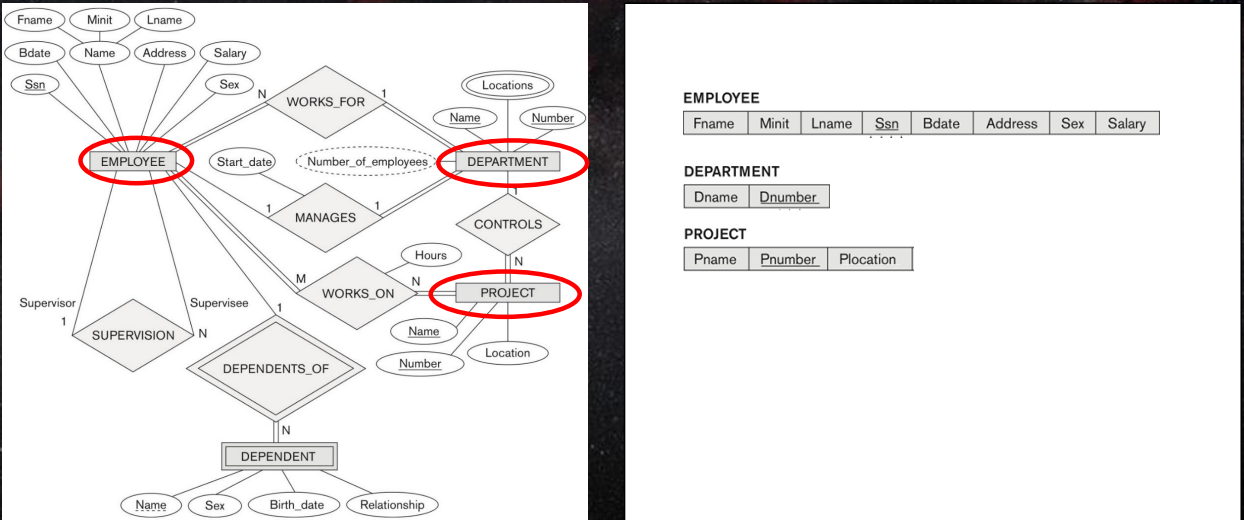 Fname Minit Lname
Bdate Name Address Salary
Ssn Sex
N WORKS_FOR 1
Locations
Name Number
EMPLOYEE
Start_date
Number_of_employees
DEPARTMENT
1 MANAGES 1
1
CONTROLS
N
Hours
M WORKS_ON N
PROJECT
Name
Number
Location
Supervisor
1
Supervisee
SUPERVISION N
1
DEPENDENTS_OF
N
DEPENDENT
Name Sex Birth_date Relationship
EMPLOYEE
Fname Minit Lname Ssn Bdate Address Sex Salary
DEPARTMENT
Dname Dnumber
PROJECT
Pname Pnumber Plocation